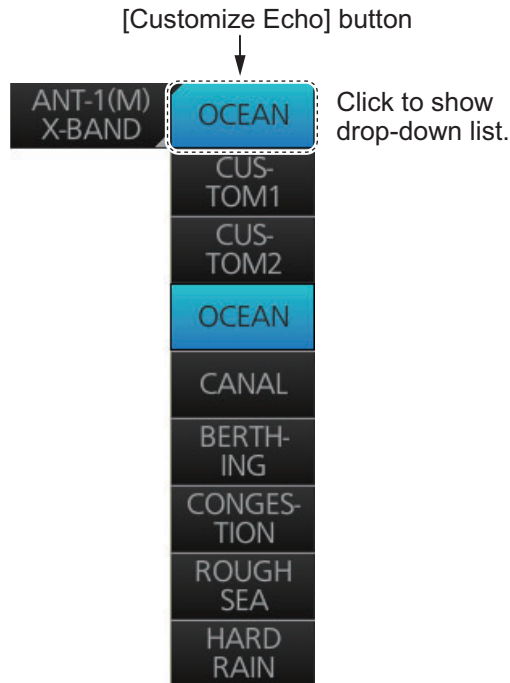 [Customize Echo] button
ANT-1(M)
X-BAND
OCEAN
Click to show
drop-down list.
CUS-
TOM1
CUS-
TOM2
OCEAN
CANAL
BERTH-
ING
CONGES-
TION
ROUGH
SEA
HARD
RAIN